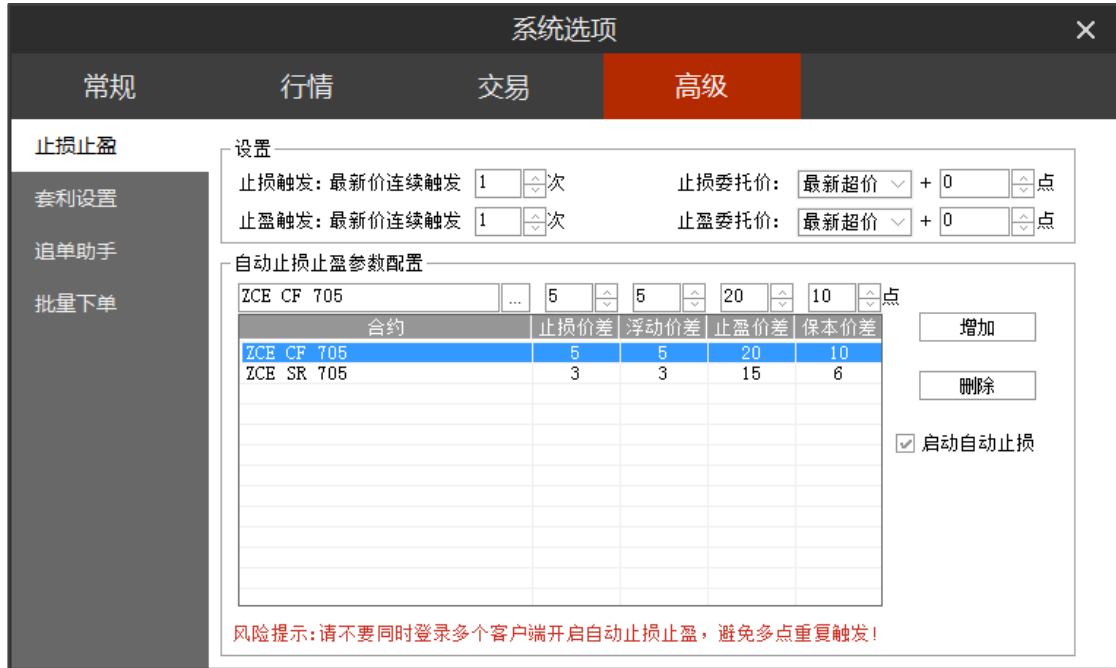 系统选项
常规 行情 交易 高级
止损止盈
套利设置
追单助手
批量下单
设置
止损触发: 最新价连续触发 1 次 止损委托价: 最新超价 + 0 点
止盈触发: 最新价连续触发 1 次 止盈委托价: 最新超价 + 0 点
自动止损止盈参数配置
ZCE CF 705 ... 5 5 20 10 点
合约 止损价差 浮动价差 止盈价差 保本价差
ZCE CF 705 5 5 20 10
ZCE SR 705 3 3 15 6
增加
删除
启动自动止损
风险提示:请不要同时登录多个客户端开启自动止损止盈，避免多点重复触发!